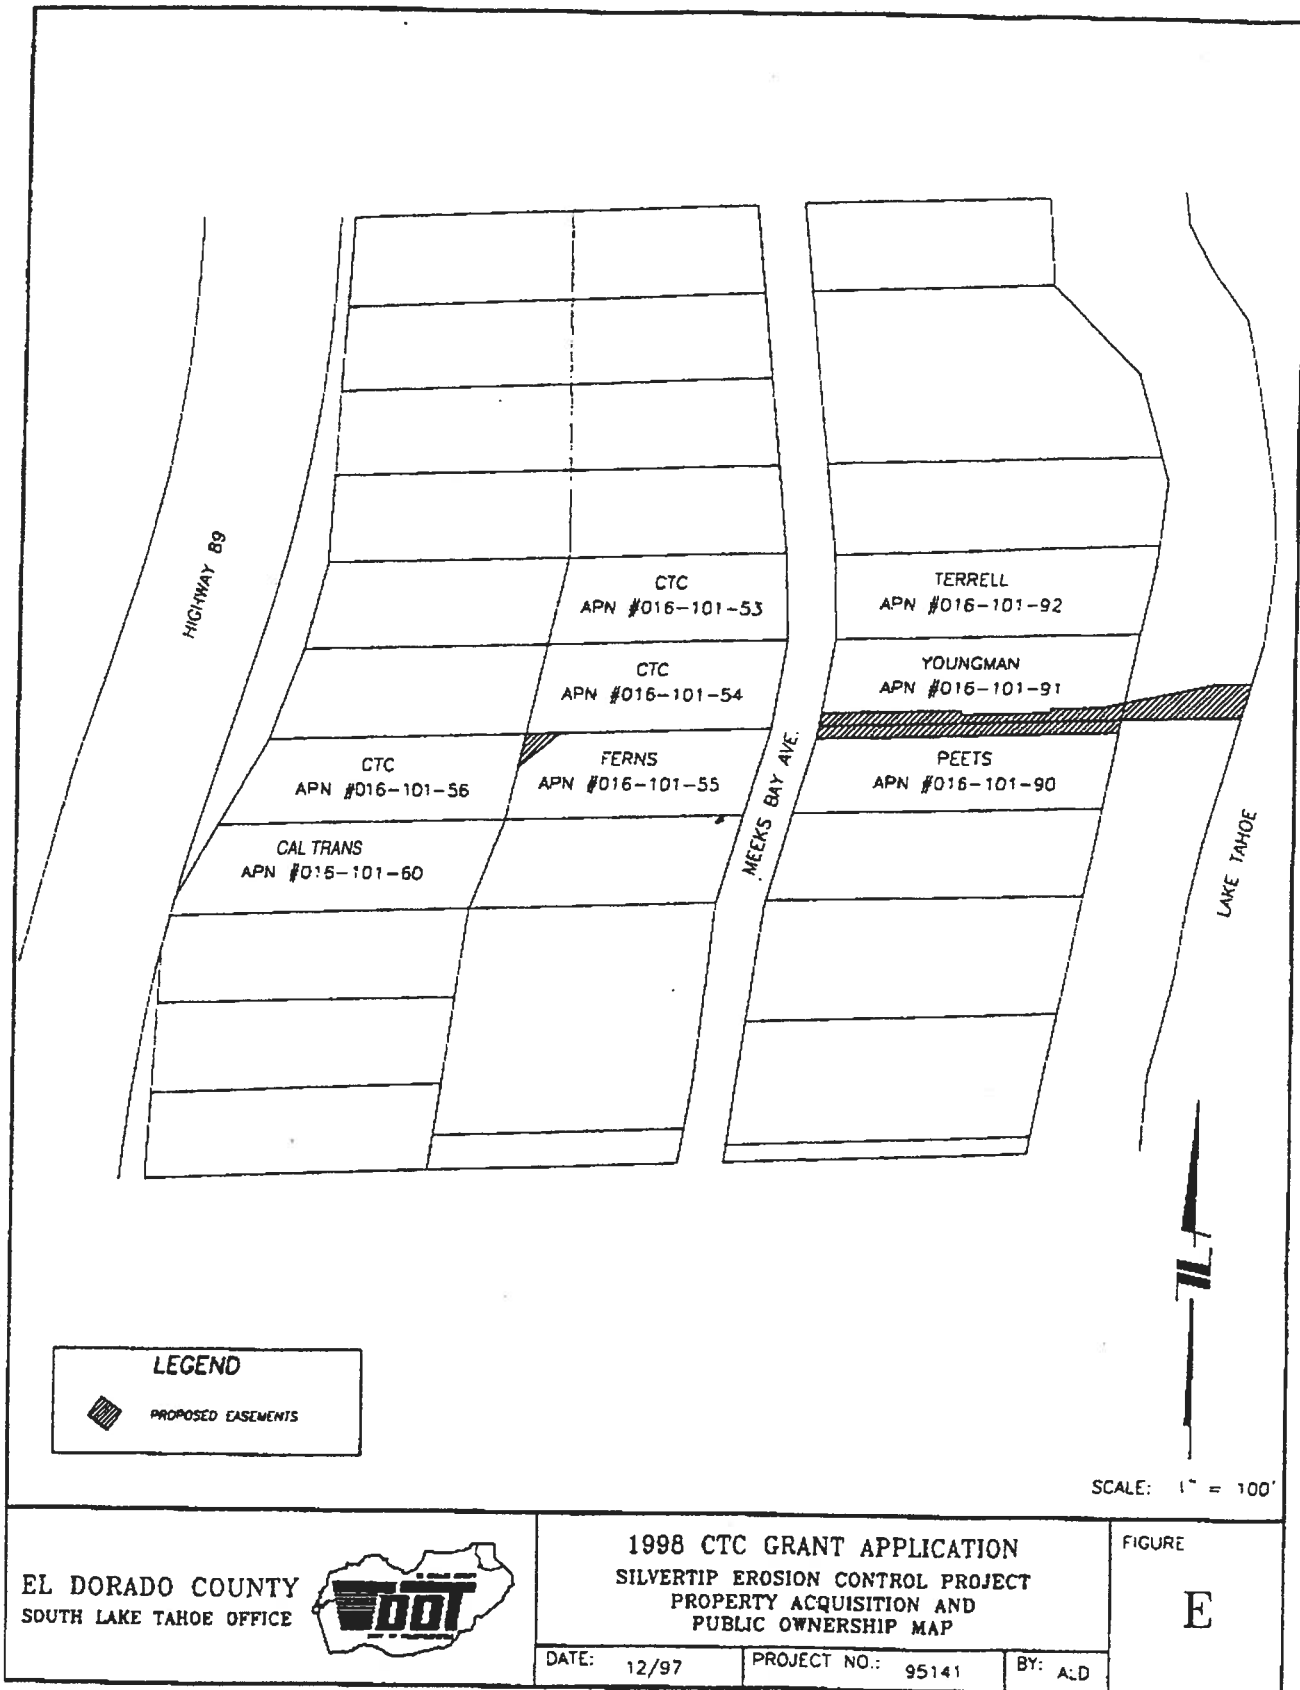 HIGHWAY 89
CTC
APN #016-101-53
TERRELL
APN #016-101-92
CTC
APN #016-101-54
YOUNGMAN
APN #016-101-91
CTC
APN #016-101-56
FERNS
APN #016-101-55
PEETS
APN #016-101-90
MEEKS BAY AVE.
CAL TRANS
APN #016-101-60
LAKE TAHOE
LEGEND
PROPOSED EASEMENTS
SCALE: 1" = 100'
EL DORADO COUNTY
SOUTH LAKE TAHOE OFFICE
DOT
1998 CTC GRANT APPLICATION
SILVERTIP EROSION CONTROL PROJECT
PROPERTY ACQUISITION AND
PUBLIC OWNERSHIP MAP
DATE: 12/97
PROJECT NO.: 95141
BY: ALD
FIGURE
E